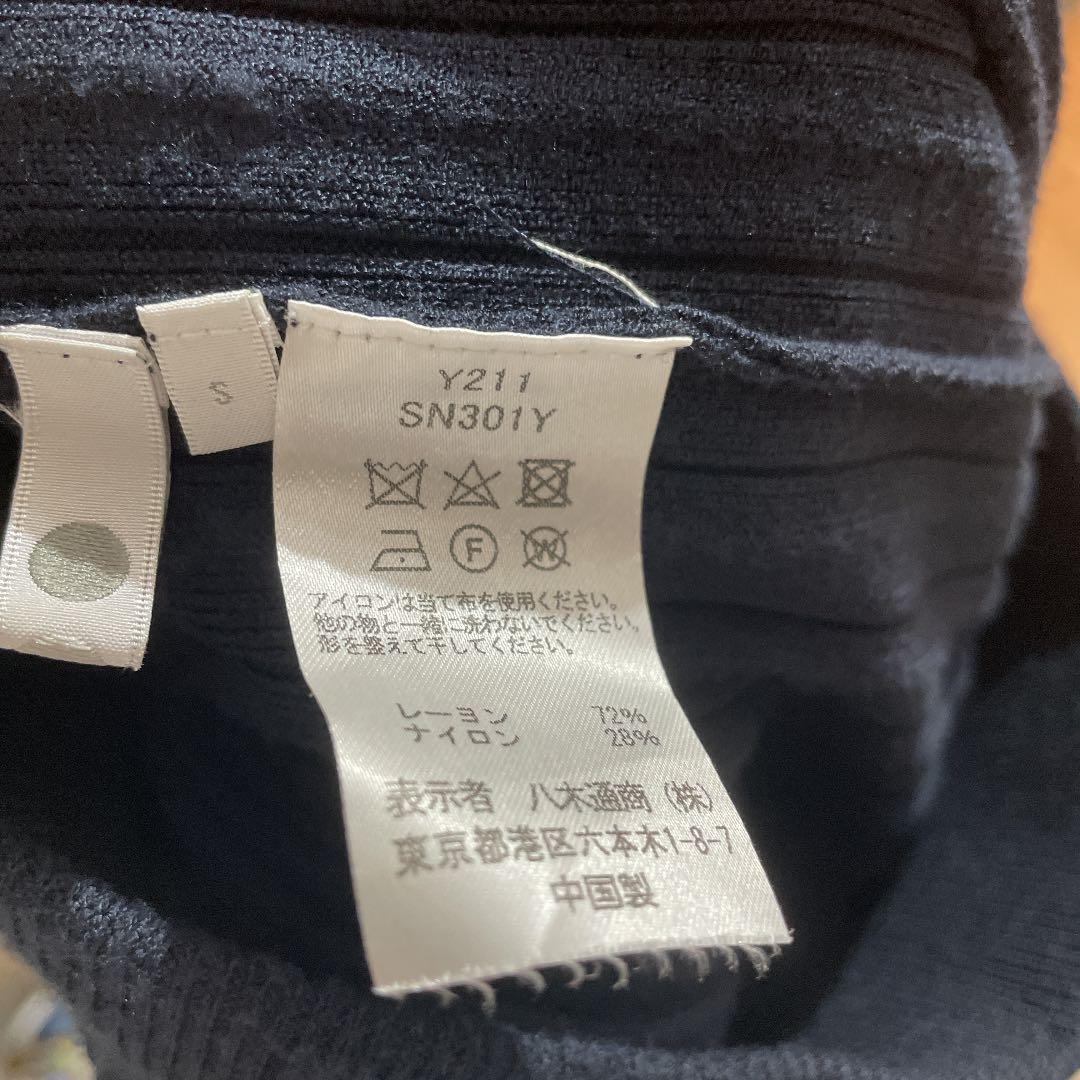 S
Y211
SN301Y
F
W
アイロンは当て布を使用ください。
他の物と一緒に洗わないでください。
形を整えて干してください。
レーヨン 72%
ナイロン 28%
表示者 八木通商(株)
東京都港区六本木1-8-7
中国製